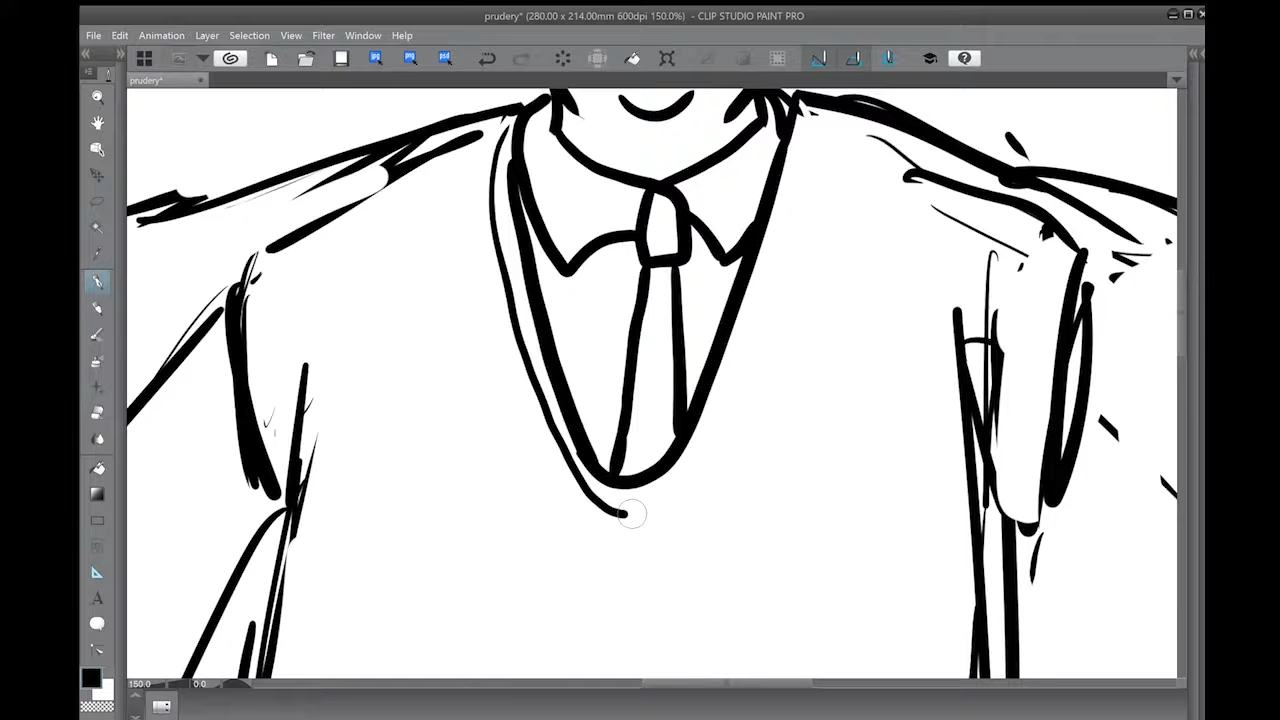 prudery* (280.00 x 214.00mm 600dpi 150.0%) - CLIP STUDIO PAINT PRO
File Edit Animation Layer Selection View Filter Window Help
prudery*
150.0 0.0